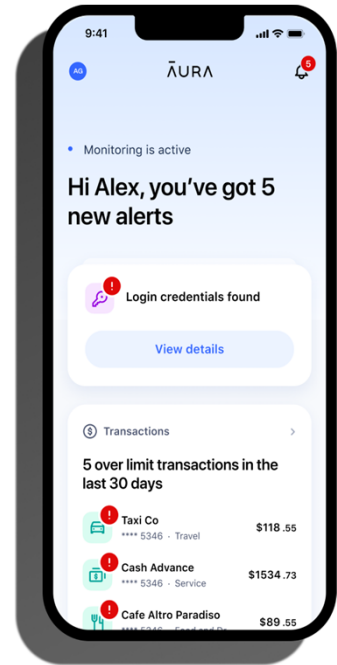 9:41
AG
ĀURA
5
Monitoring is active
Hi Alex, you've got 5
new alerts
!
Login credentials found
View details
$ Transactions
5 over limit transactions in the
last 30 days
!
Taxi Co
$118 .55
**** 5346 · Travel
!
Cash Advance
$1534 .73
**** 5346 · Service
!
Cafe Altro Paradiso
$89 .55
**** 5346 ·